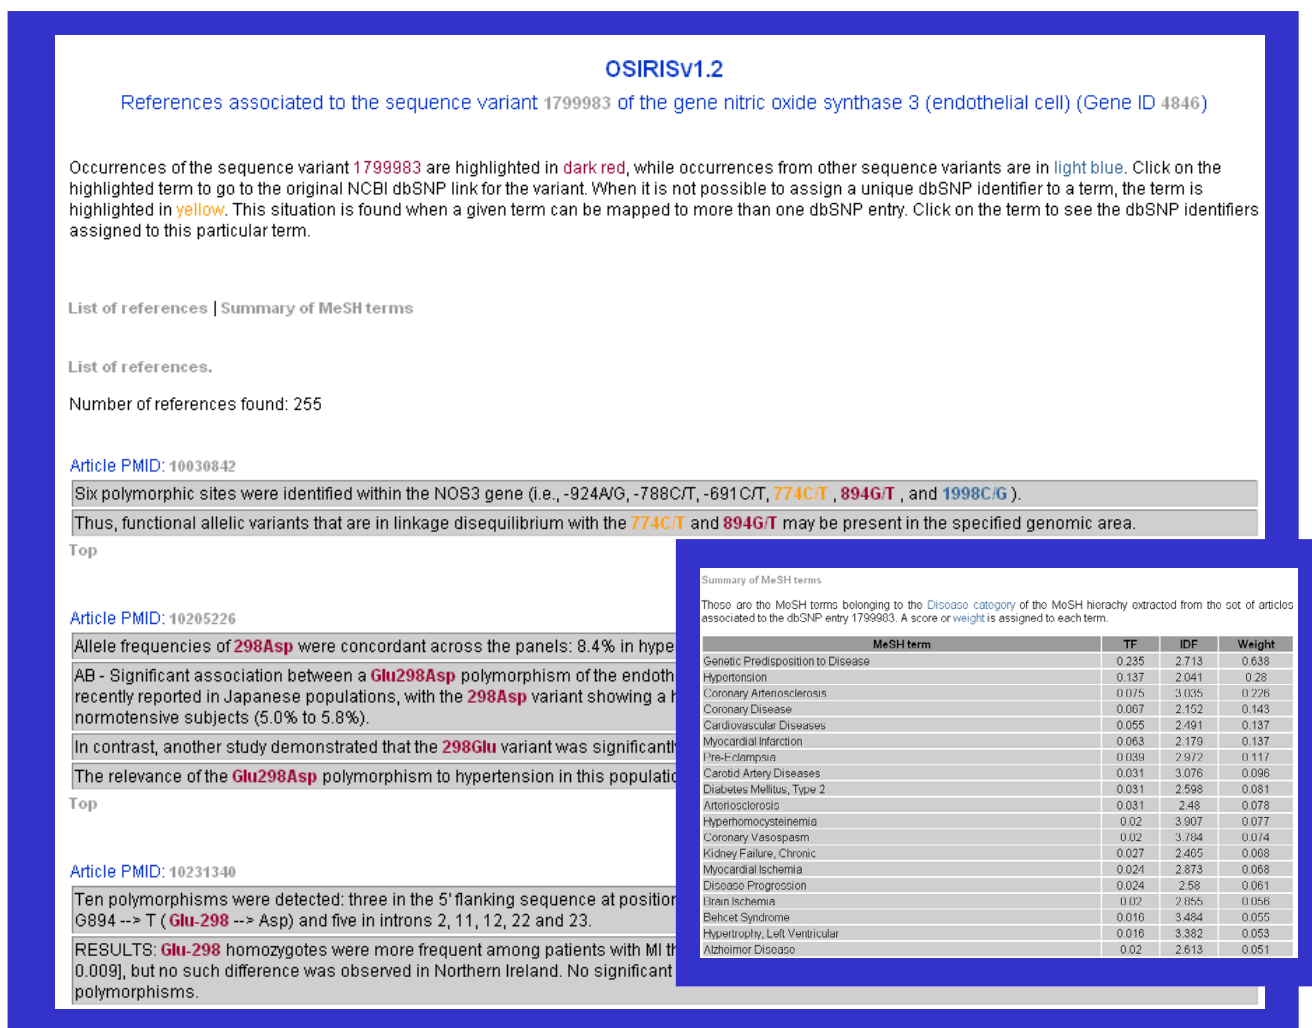 OSIRISv1.2
References associated to the sequence variant 1799983 of the gene nitric oxide synthase 3 (endothelial cell) (Gene ID 4846)
Occurrences of the sequence variant 1799983 are highlighted in dark red, while occurrences from other sequence variants are in light blue. Click on the
highlighted term to go to the original NCBI dbSNP link for the variant. When it is not possible to assign a unique dbSNP identifier to a term, the term is
highlighted in yellow. This situation is found when a given term can be mapped to more than one dbSNP entry. Click on the term to see the dbSNP identifiers
assigned to this particular term.
List of references | Summary of MeSH terms
List of references.
Number of references found: 255
Article PMID: 10030842
Six polymorphic sites were identified within the NOS3 gene (i.e., -924A/G, -788C/T, -691C/T, 774C/T , 894G/T , and 1998C/G ).
Thus, functional allelic variants that are in linkage disequilibrium with the 774C/T and 894G/T may be present in the specified genomic area.
Top
Article PMID: 10205226
Allele frequencies of 298Asp were concordant across the panels: 8.4% in hype
AB - Significant association between a Glu298Asp polymorphism of the endoth
recently reported in Japanese populations, with the 298Asp variant showing a h
normotensive subjects (5.0% to 5.8%).
In contrast, another study demonstrated that the 298Glu variant was significantl
The relevance of the Glu298Asp polymorphism to hypertension in this populatio
Top
Article PMID: 10231340
Ten polymorphisms were detected: three in the 5' flanking sequence at position
G894 --> T ( Glu-298 --> Asp) and five in introns 2, 11, 12, 22 and 23.
RESULTS: Glu-298 homozygotes were more frequent among patients with MI th
0.009], but no such difference was observed in Northern Ireland. No significant
polymorphisms.
Summary of MeSH terms
These are the MeSH terms belonging to the Disease category of the MeSH hierachy extracted from the set of articles
associated to the dbSNP entry 1799983. A score or weight is assigned to each term.
MeSH term TF IDF Weight
Genetic Predisposition to Disease 0.235 2.713 0.638
Hypertension 0.137 2.041 0.28
Coronary Arteriosclerosis 0.075 3.035 0.226
Coronary Disease 0.067 2.152 0.143
Cardiovascular Diseases 0.055 2.491 0.137
Myocardial Infarction 0.063 2.179 0.137
Pre-Eclampsia 0.039 2.972 0.117
Carotid Artery Diseases 0.031 3.076 0.096
Diabetes Mellitus, Type 2 0.031 2.598 0.081
Arteriosclerosis 0.031 2.48 0.078
Hyperhomocysteinemia 0.02 3.907 0.077
Coronary Vasospasm 0.02 3.784 0.074
Kidney Failure, Chronic 0.027 2.465 0.068
Myocardial Ischemia 0.024 2.873 0.068
Disease Progression 0.024 2.58 0.061
Brain Ischemia 0.02 2.855 0.056
Behcet Syndrome 0.016 3.484 0.055
Hypertrophy, Left Ventricular 0.016 3.382 0.053
Alzheimer Disease 0.02 2.613 0.051